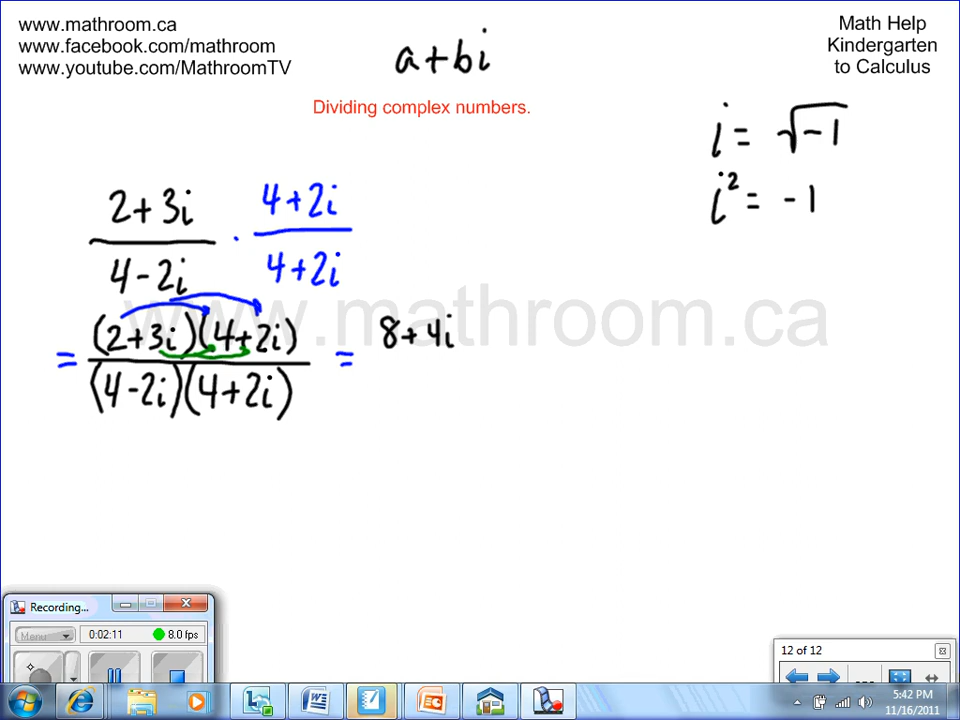 www.mathroom.ca
www.facebook.com/mathroom
www.youtube.com/MathroomTV
Math Help
Kindergarten
to Calculus
a+bi
Dividing complex numbers.
i = √-1
i² = -1
2+3i / 4-2i · 4+2i / 4+2i
www.mathroom.ca
= (2+3i)(4+2i) / (4-2i)(4+2i) = 8+4i
Recording...
Menu 0:02:11 8.0 fps
12 of 12
5:42 PM
11/16/2011